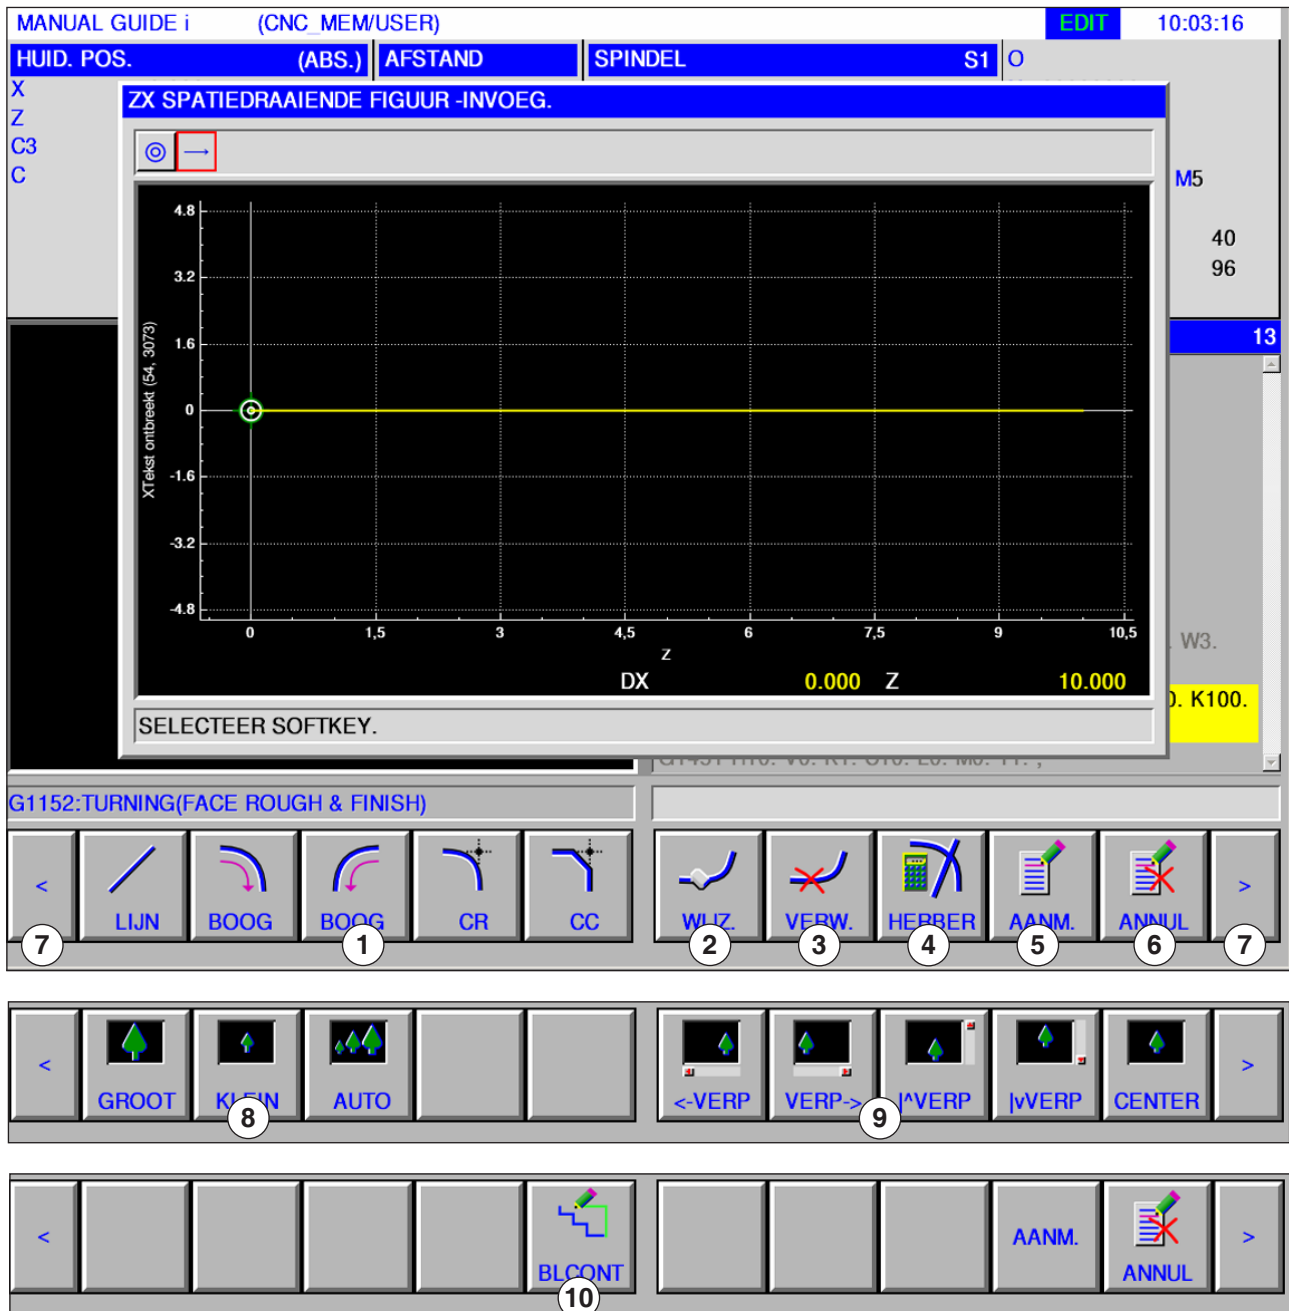 MANUAL GUIDE i (CNC_MEM/USER) EDIT 10:03:16
HUID. POS. (ABS.) AFSTAND SPINDEL S1 O
X
Z
C3
C
ZX SPATIEDRAAIENDE FIGUUR -INVOEG.
M5
40
96
13
4.8
3.2
1.6
0
-1.6
-3.2
-4.8
XTekst ontbreekt (54, 3073)
0 1,5 3 4,5 6 7,5 9 10,5
Z
DX 0.000 Z 10.000
W3.
0. K100.
SELECTEER SOFTKEY.
G1152:TURNING(FACE ROUGH & FINISH)
< LIJN BOOG BOOG CR CC WIJZ. VERW. HERBER AANM. ANNUL >
7 1 2 3 4 5 6 7
< GROOT KLEIN AUTO <-VERP VERP-> |^VERP |vVERP CENTER >
8 9
< BLCONT AANM. ANNUL >
10